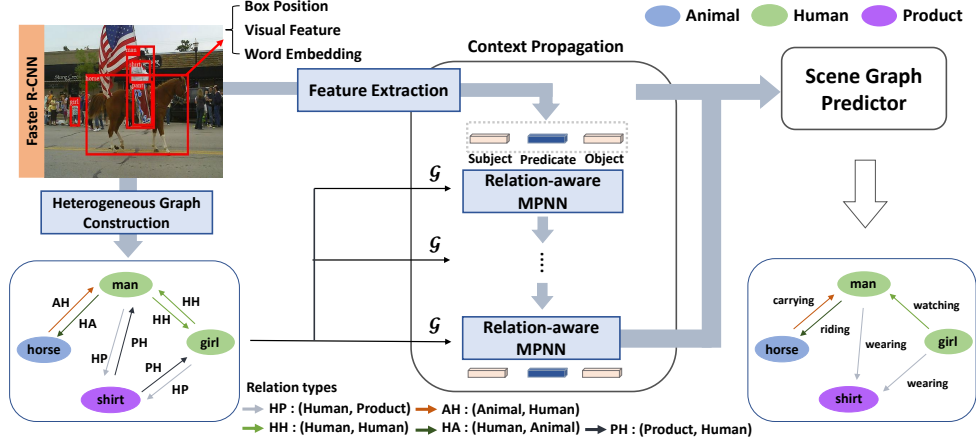 Box Position
Visual Feature
Word Embedding
Animal
Human
Product
Faster R-CNN
man
horse
girl
Context Propagation
Feature Extraction
Scene Graph
Predictor
Subject
Predicate
Object
𝒢
Relation-aware
MPNN
Heterogeneous Graph
Construction
𝒢
𝒢
Relation-aware
MPNN
man
AH
HA
HH
HH
horse
girl
HP
PH
PH
HP
shirt
man
carrying
watching
riding
horse
girl
wearing
wearing
shirt
Relation types
HP : (Human, Product)
AH : (Animal, Human)
HH : (Human, Human)
HA : (Human, Animal)
PH : (Product, Human)